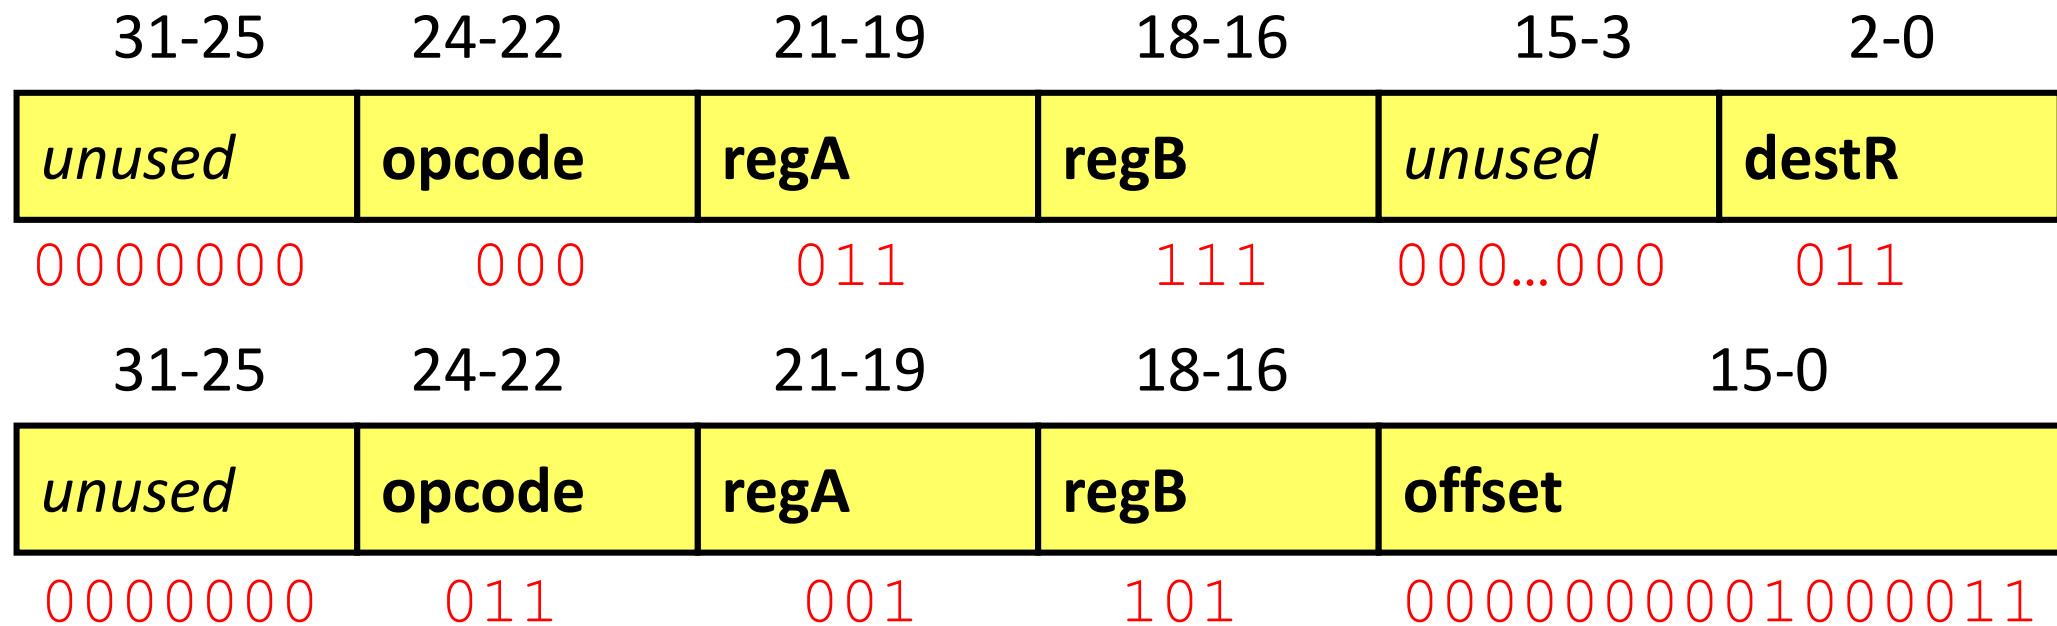 31-25 24-22 21-19 18-16 15-3 2-0
unused opcode regA regB unused destR
0000000 000 011 111 000...000 011
31-25 24-22 21-19 18-16 15-0
unused opcode regA regB offset
0000000 011 001 101 0000000001000011